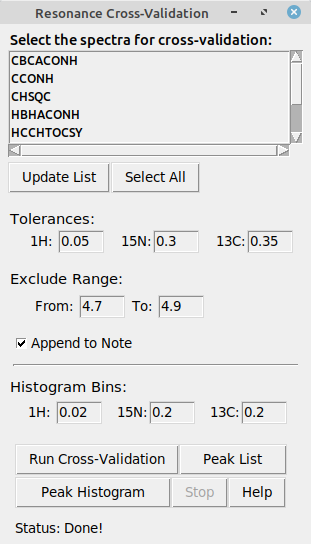 Resonance Cross-Validation
Select the spectra for cross-validation:
CBCACONH
CCONH
CHSQC
HBHACONH
HCCHTOCSY
Update List Select All
Tolerances:
1H: 0.05 15N: 0.3 13C: 0.35
Exclude Range:
From: 4.7 To: 4.9
Append to Note
Histogram Bins:
1H: 0.02 15N: 0.2 13C: 0.2
Run Cross-Validation Peak List
Peak Histogram Stop Help
Status: Done!